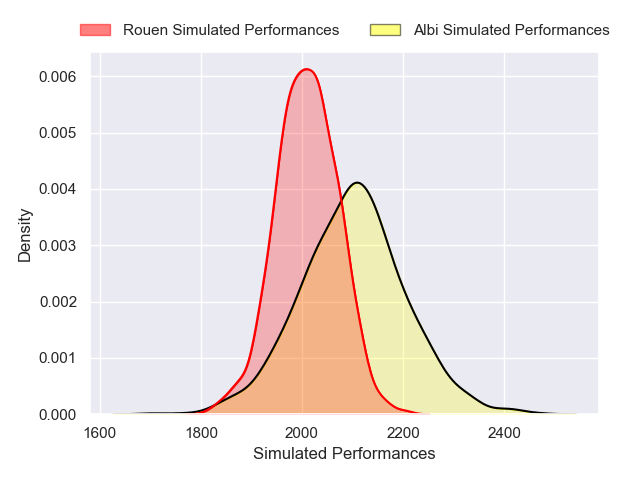 Rouen Simulated Performances
Albi Simulated Performances
0.006
0.005
0.004
0.003
0.002
0.001
0.000
Density
1600 1800 2000 2200 2400
Simulated Performances